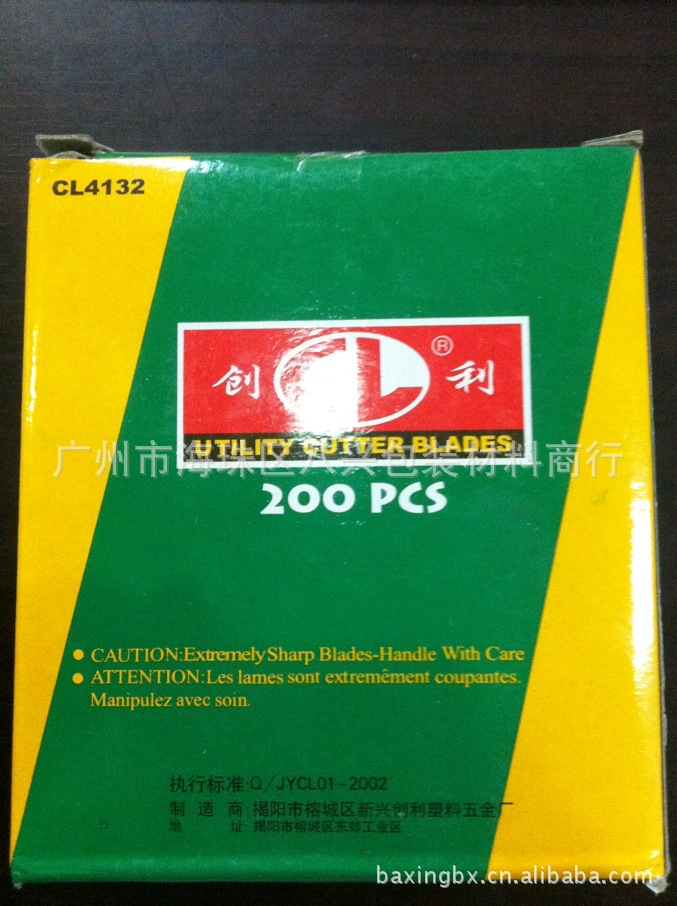 CL4132
创 CL ® 利
UTILITY CUTTER BLADES
广州市海珠区八兴包装材料商行
200 PCS
● CAUTION:Extremely Sharp Blades-Handle With Care
● ATTENTION:Les lames sont extremêment coupantes.
Manipulez avec soin.
执行标准:Q/JYCL01-2002
制 造 商:揭阳市榕城区新兴创利塑料五金厂
地 址:揭阳市榕城区东郊工业区
baxingbx.cn.alibaba.com